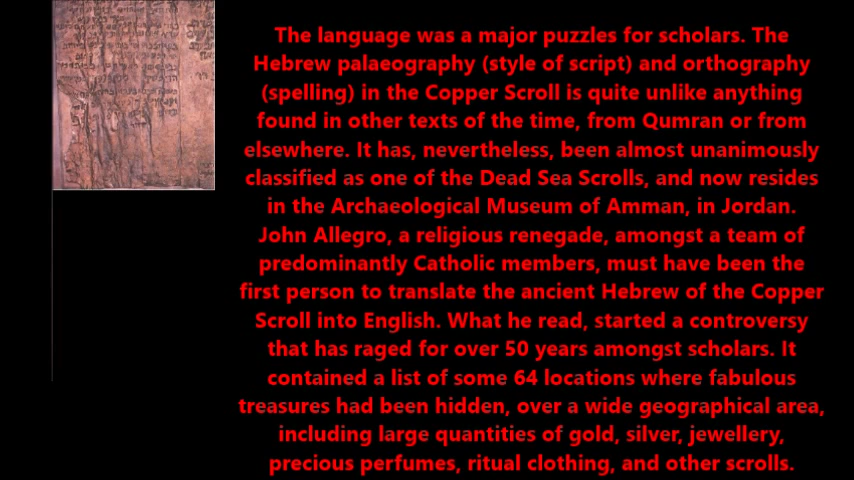 The language was a major puzzles for scholars. The
Hebrew palaeography (style of script) and orthography
(spelling) in the Copper Scroll is quite unlike anything
found in other texts of the time, from Qumran or from
elsewhere. It has, nevertheless, been almost unanimously
classified as one of the Dead Sea Scrolls, and now resides
in the Archaeological Museum of Amman, in Jordan.
John Allegro, a religious renegade, amongst a team of
predominantly Catholic members, must have been the
first person to translate the ancient Hebrew of the Copper
Scroll into English. What he read, started a controversy
that has raged for over 50 years amongst scholars. It
contained a list of some 64 locations where fabulous
treasures had been hidden, over a wide geographical area,
including large quantities of gold, silver, jewellery,
precious perfumes, ritual clothing, and other scrolls.